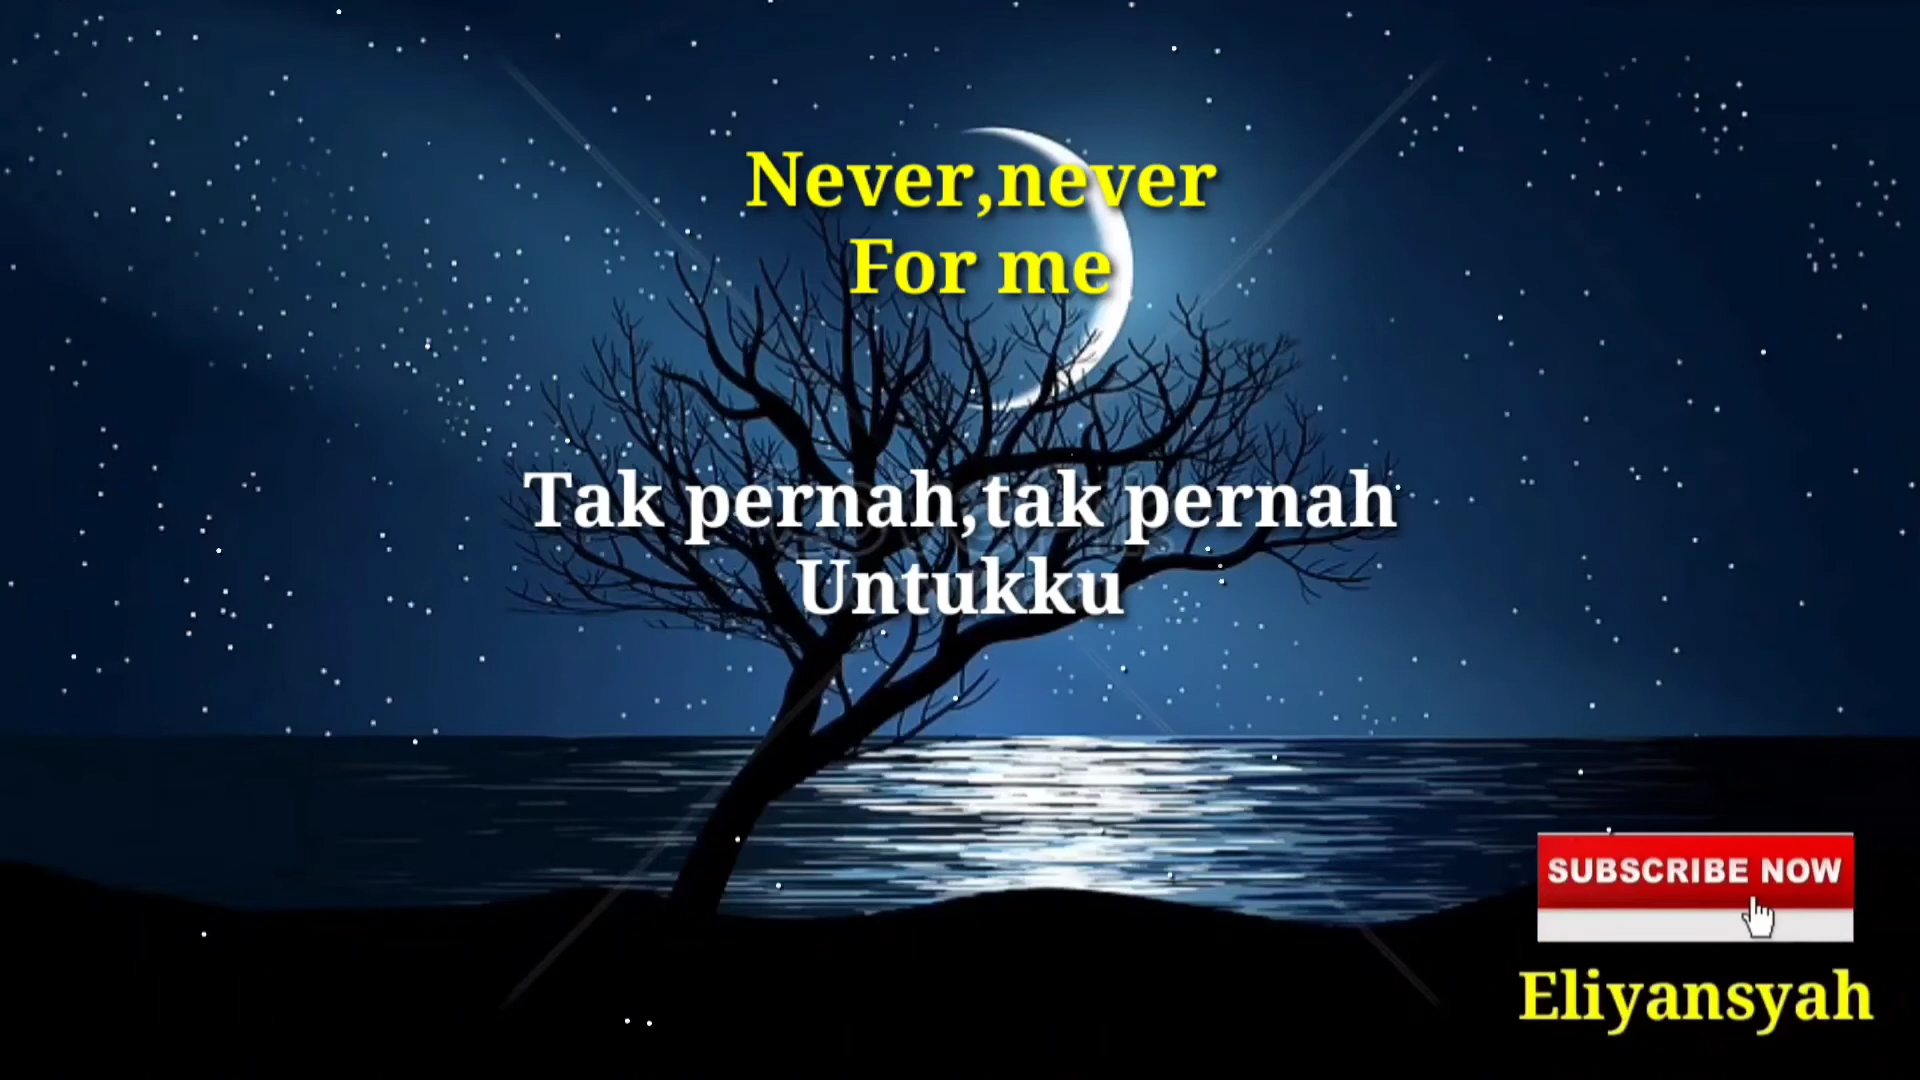 Never,never
For me
Tak pernah,tak pernah
Untukku
SUBSCRIBE NOW
Eliyansyah